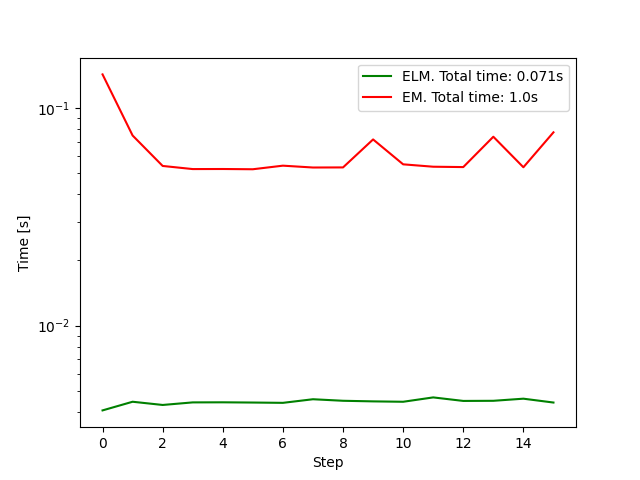 ELM. Total time: 0.071s
EM. Total time: 1.0s
10⁻¹
10⁻²
Time [s]
0 2 4 6 8 10 12 14
Step